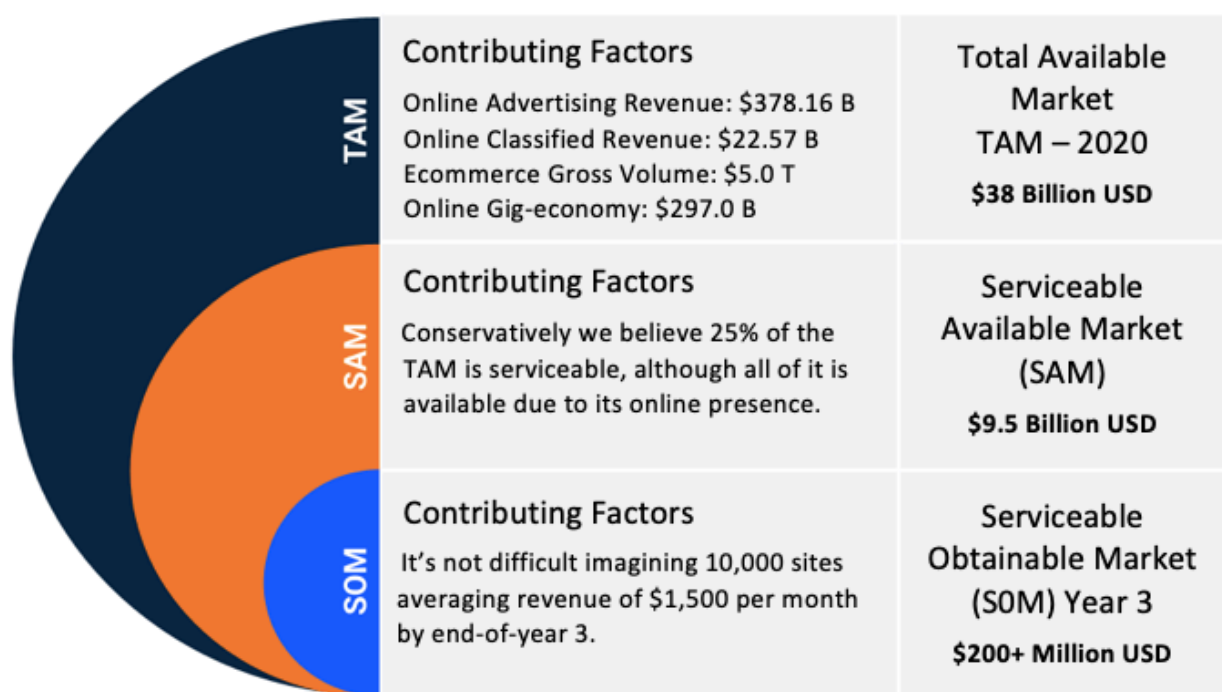 TAM
Contributing Factors
Online Advertising Revenue: $378.16 B
Online Classified Revenue: $22.57 B
Ecommerce Gross Volume: $5.0 T
Online Gig-economy: $297.0 B
Total Available
Market
TAM – 2020
$38 Billion USD
SAM
Contributing Factors
Conservatively we believe 25% of the
TAM is serviceable, although all of it is
available due to its online presence.
Serviceable
Available Market
(SAM)
$9.5 Billion USD
SOM
Contributing Factors
It’s not difficult imagining 10,000 sites
averaging revenue of $1,500 per month
by end-of-year 3.
Serviceable
Obtainable Market
(S0M) Year 3
$200+ Million USD